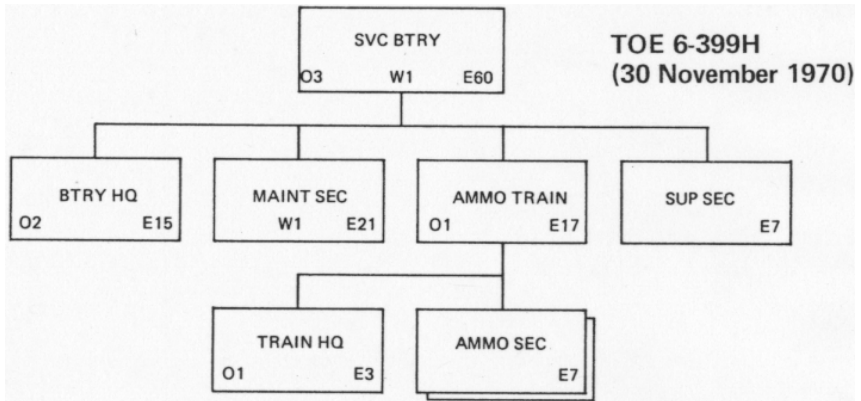 SVC BTRY
O3 W1 E60
TOE 6-399H
(30 November 1970)
BTRY HQ
O2 E15
MAINT SEC
W1 E21
AMMO TRAIN
O1 E17
SUP SEC
E7
TRAIN HQ
O1 E3
AMMO SEC
E7